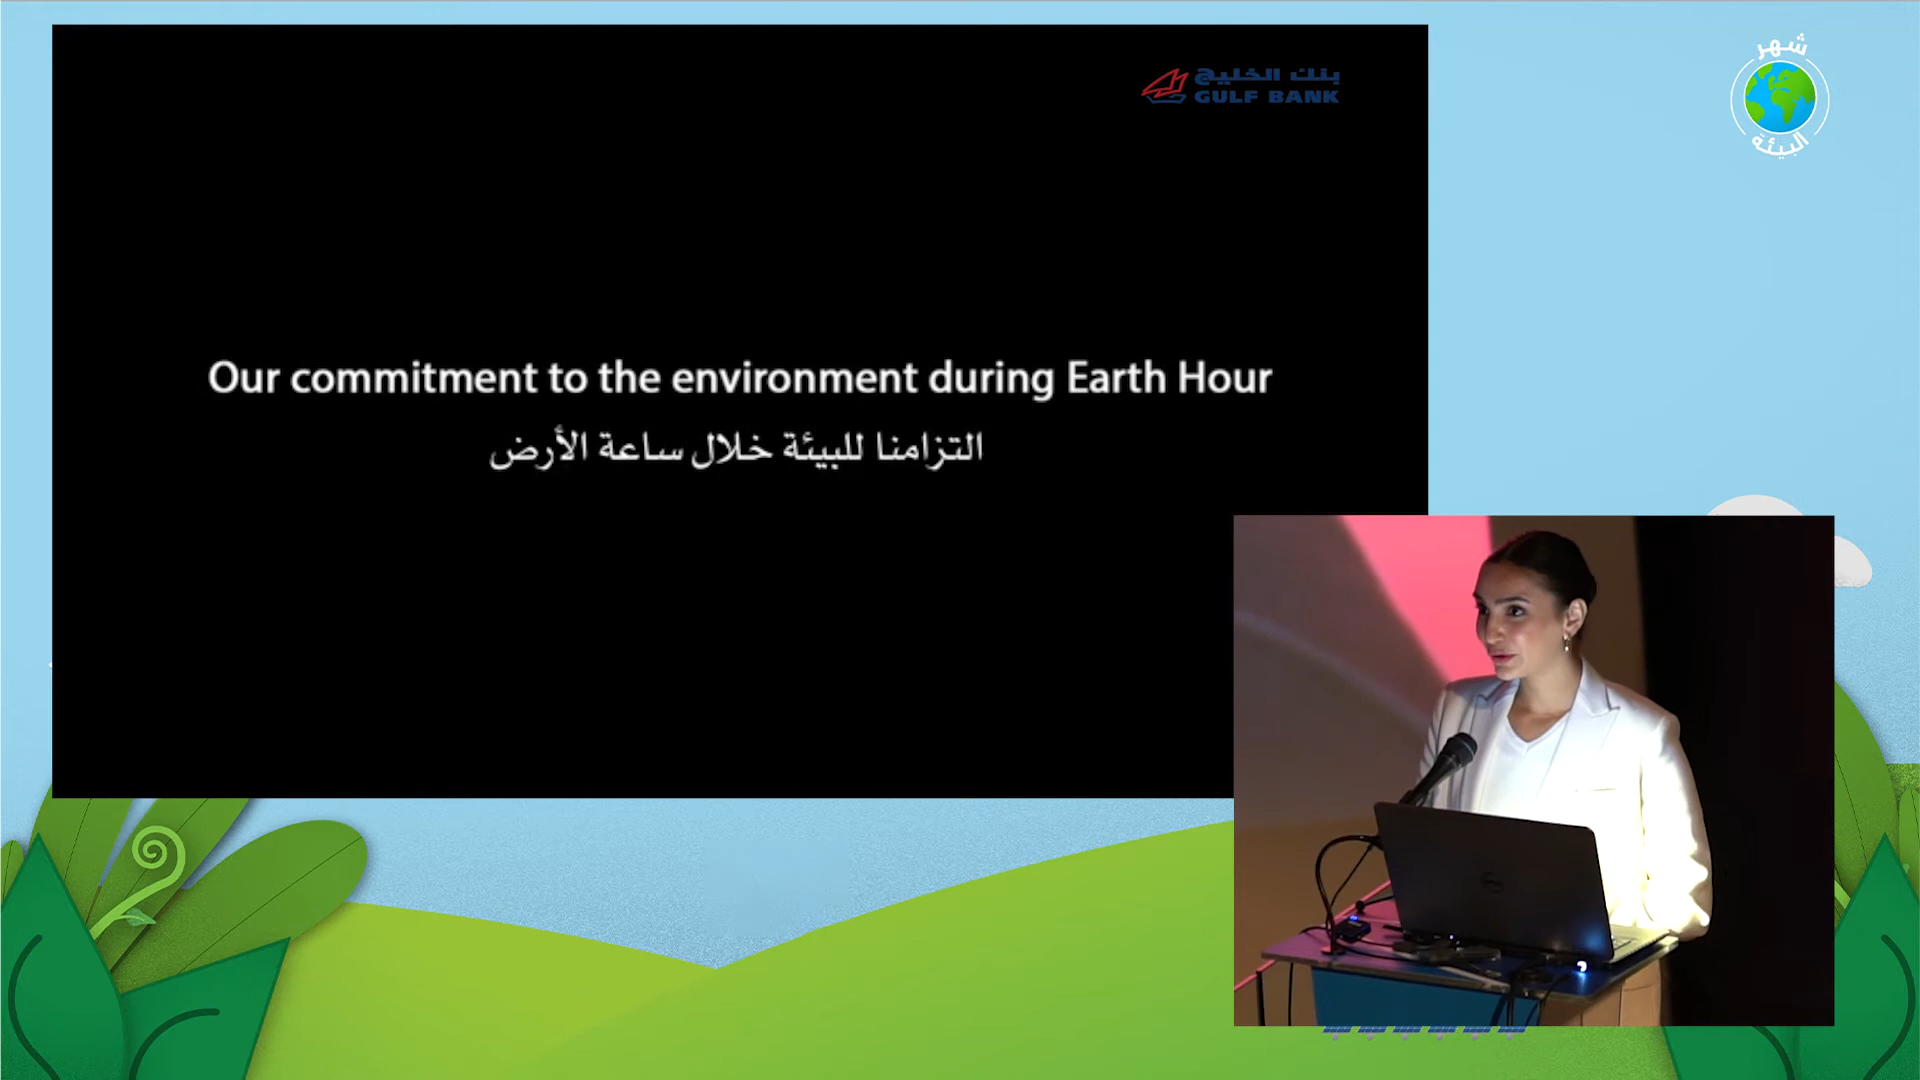 بنك الخليج
GULF BANK
شهر
البيئة
Our commitment to the environment during Earth Hour
التزامنا للبيئة خلال ساعة الأرض
DELL